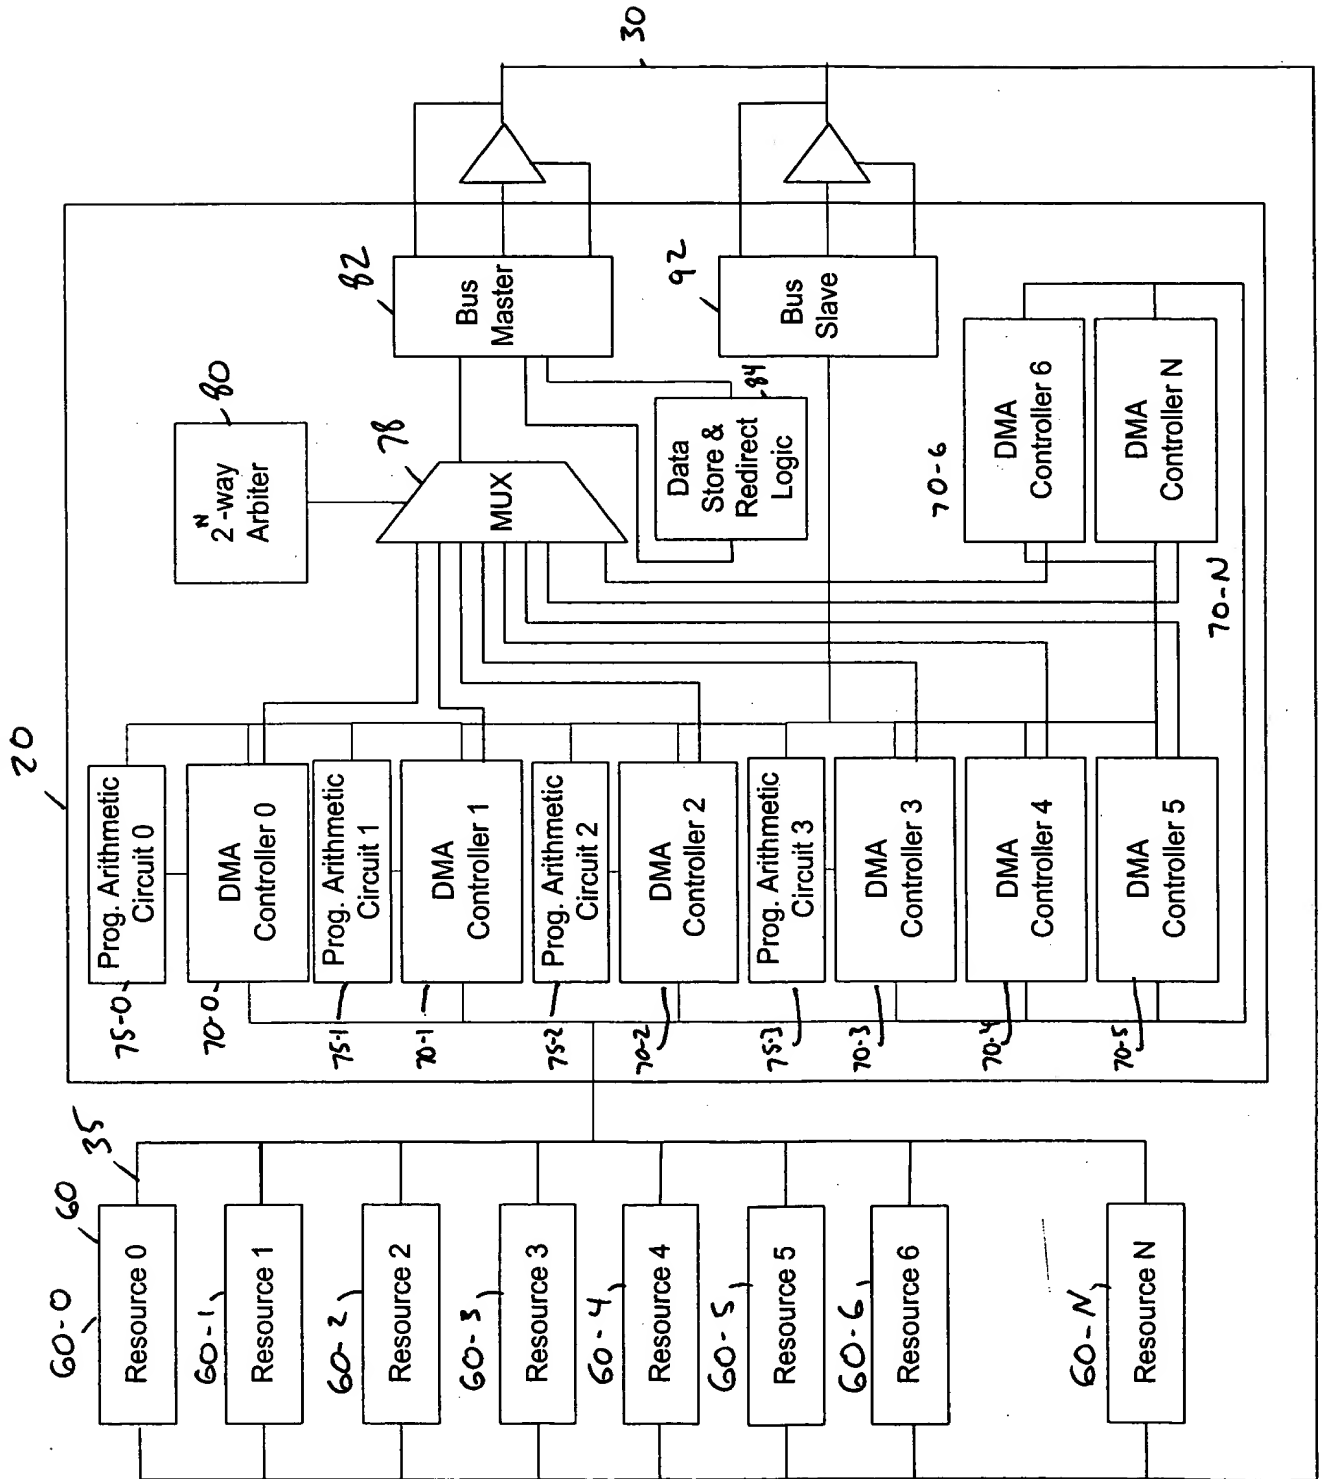 20
75-0
Prog. Arithmetic
Circuit 0
70-0
DMA
Controller 0
75-1
Prog. Arithmetic
Circuit 1
70-1
DMA
Controller 1
75-2
Prog. Arithmetic
Circuit 2
70-2
DMA
Controller 2
75-3
Prog. Arithmetic
Circuit 3
70-3
DMA
Controller 3
70-4
DMA
Controller 4
70-5
DMA
Controller 5
80
N
2 -way
Arbiter
78
MUX
82
Bus
Master
84
Data
Store &
Redirect
Logic
92
Bus
Slave
70-6
DMA
Controller 6
70-N
DMA
Controller N
30
35
60
60-0
Resource 0
60-1
Resource 1
60-2
Resource 2
60-3
Resource 3
60-4
Resource 4
60-5
Resource 5
60-6
Resource 6
60-N
Resource N